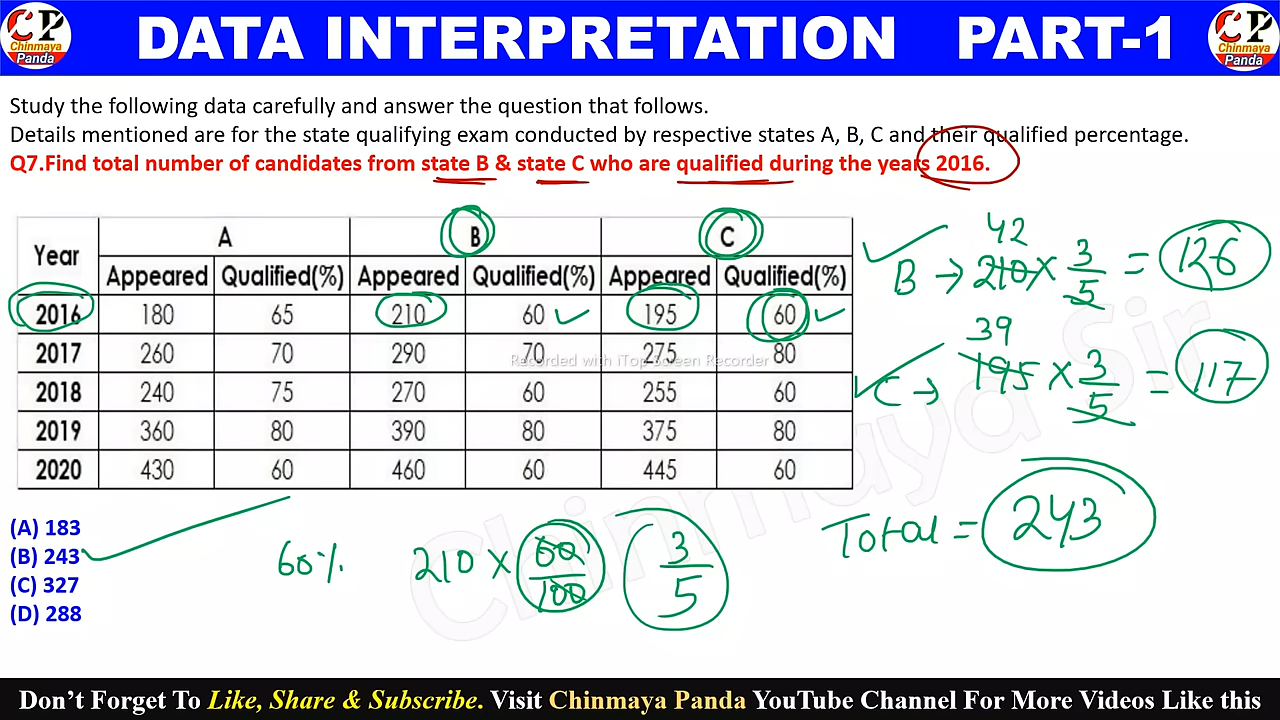 CP Chinmaya Panda
DATA INTERPRETATION PART-1
CP Chinmaya Panda
Study the following data carefully and answer the question that follows.
Details mentioned are for the state qualifying exam conducted by respective states A, B, C and their qualified percentage.
Q7.Find total number of candidates from state B & state C who are qualified during the years 2016.
Year A B C
Appeared Qualified(%) Appeared Qualified(%) Appeared Qualified(%)
2016 180 65 210 60 195 60
2017 260 70 290 70 275 80
2018 240 75 270 60 255 60
2019 360 80 390 80 375 80
2020 430 60 460 60 445 60
Recorded with iTop Screen Recorder
42
B → 210 × 3/5 = 126
39
C → 195 × 3/5 = 117
Total = 243
(A) 183
(B) 243
(C) 327
(D) 288
60% 210 × 60/100 3/5
Chinmaya Sir
Don’t Forget To Like, Share & Subscribe. Visit Chinmaya Panda YouTube Channel For More Videos Like this